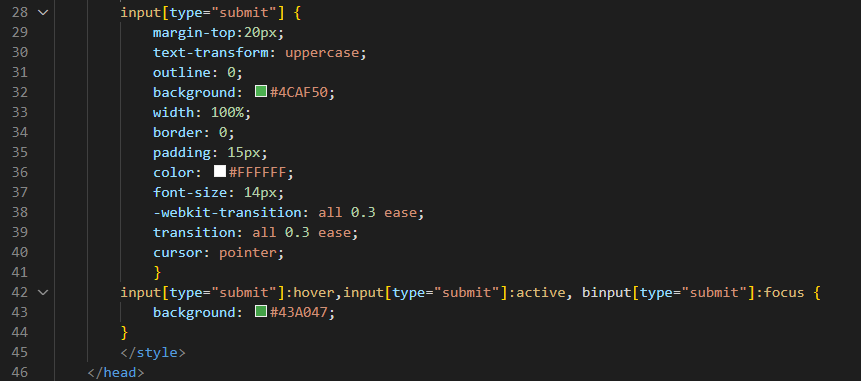 28 input[type="submit"] {
29 margin-top:20px;
30 text-transform: uppercase;
31 outline: 0;
32 background: #4CAF50;
33 width: 100%;
34 border: 0;
35 padding: 15px;
36 color: #FFFFFF;
37 font-size: 14px;
38 -webkit-transition: all 0.3 ease;
39 transition: all 0.3 ease;
40 cursor: pointer;
41 }
42 input[type="submit"]:hover,input[type="submit"]:active, binput[type="submit"]:focus {
43 background: #43A047;
44 }
45 </style>
46 </head>